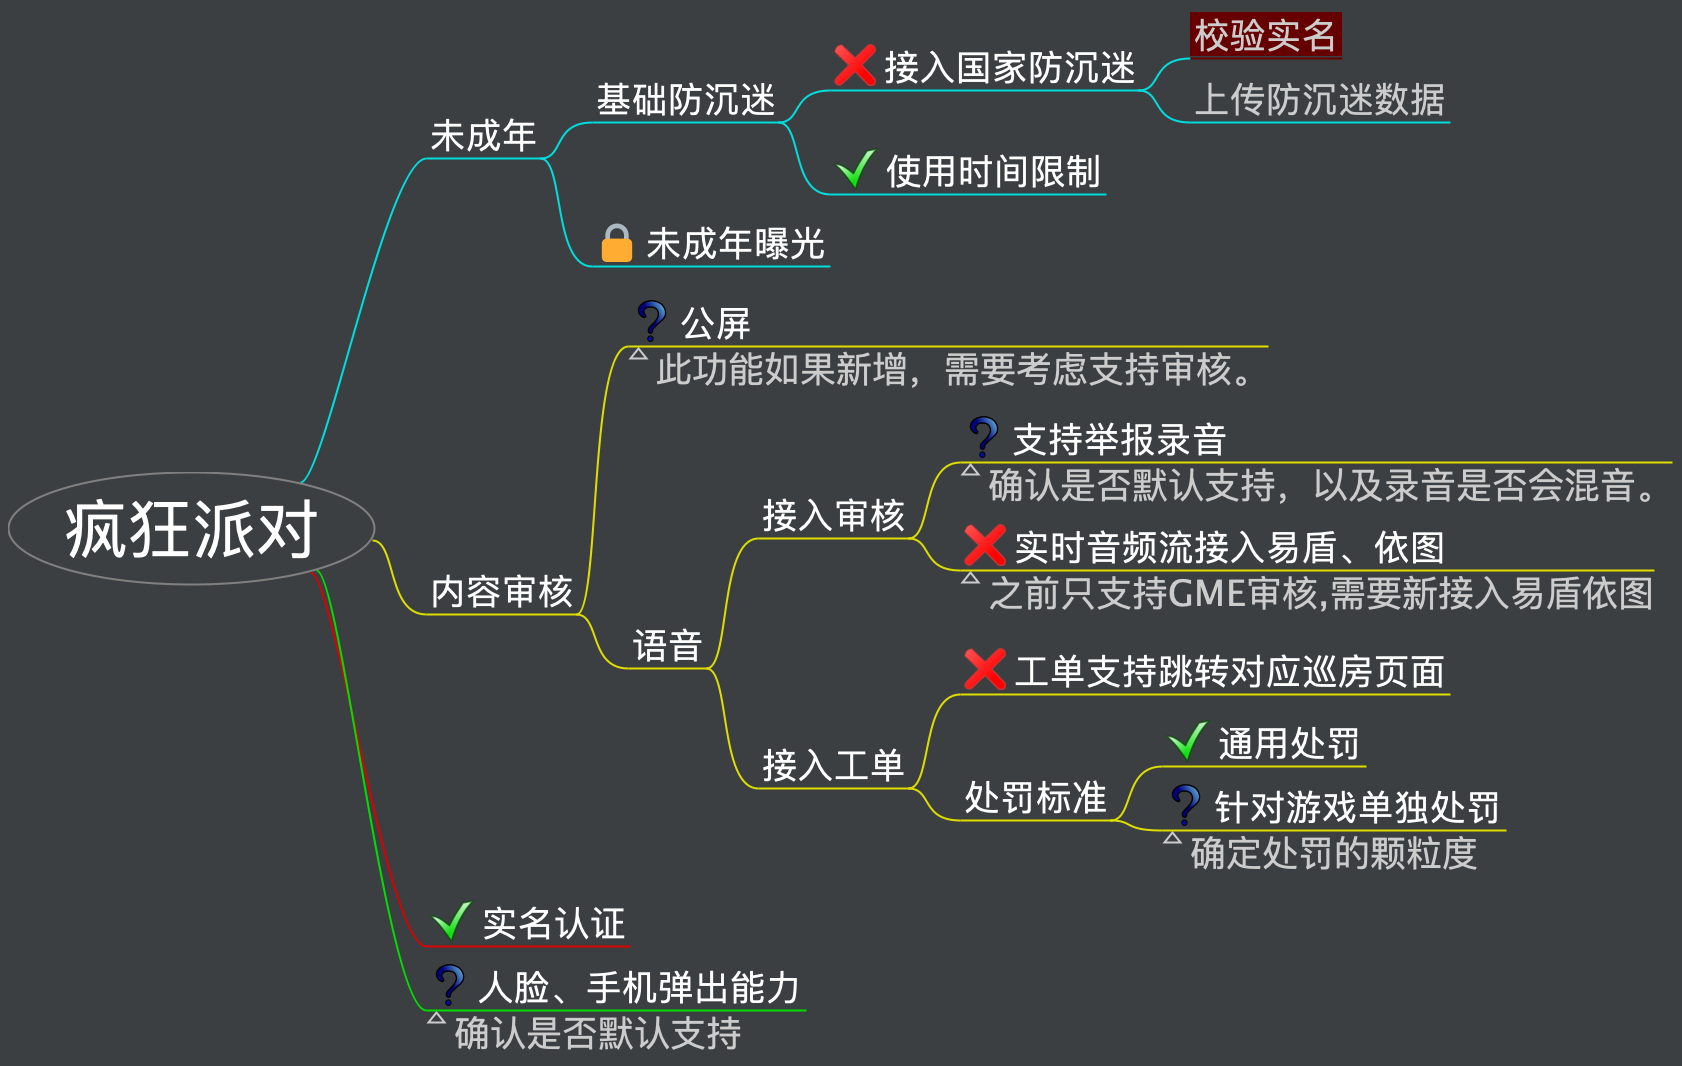 校验实名
接入国家防沉迷
上传防沉迷数据
基础防沉迷
未成年
使用时间限制
未成年曝光
公屏
此功能如果新增，需要考虑支持审核。
支持举报录音
确认是否默认支持，以及录音是否会混音。
接入审核
实时音频流接入易盾、依图
之前只支持GME审核,需要新接入易盾依图
疯狂派对
内容审核
语音
工单支持跳转对应巡房页面
接入工单
通用处罚
处罚标准
针对游戏单独处罚
确定处罚的颗粒度
实名认证
人脸、手机弹出能力
确认是否默认支持